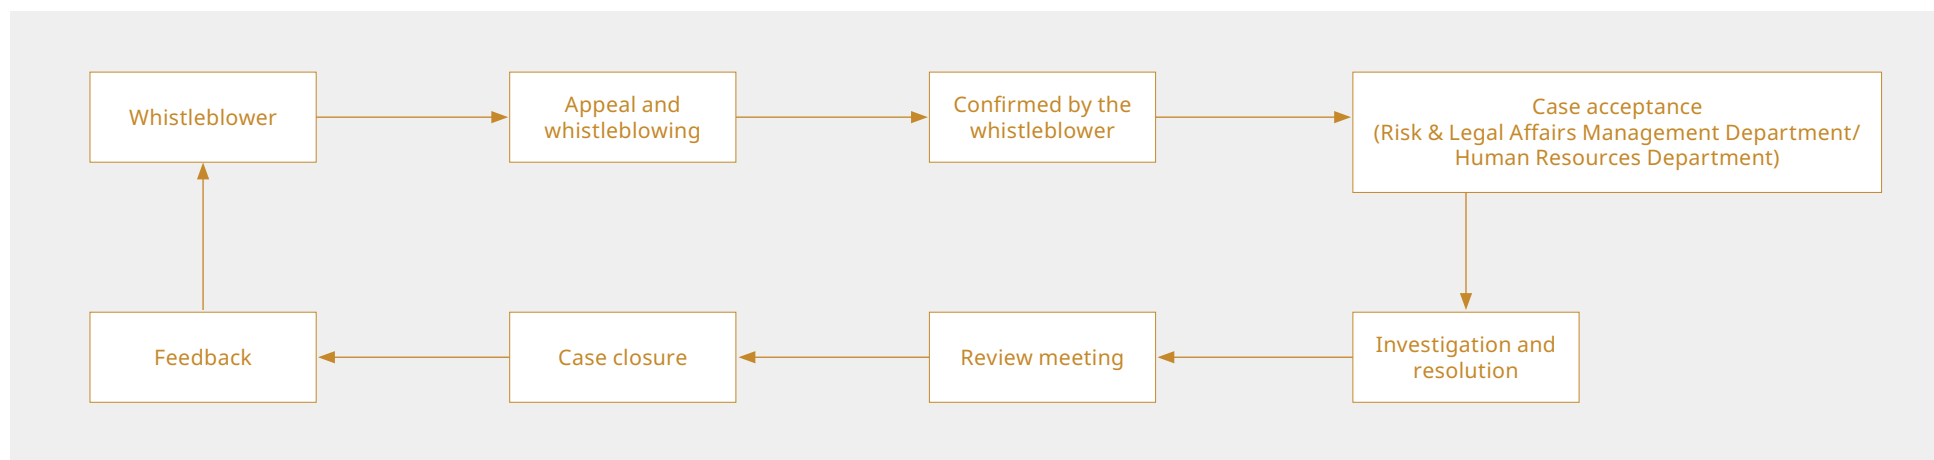 Whistleblower
Appeal and
whistleblowing
Confirmed by the
whistleblower
Case acceptance
(Risk & Legal Affairs Management Department/
Human Resources Department)
Feedback
Case closure
Review meeting
Investigation and
resolution